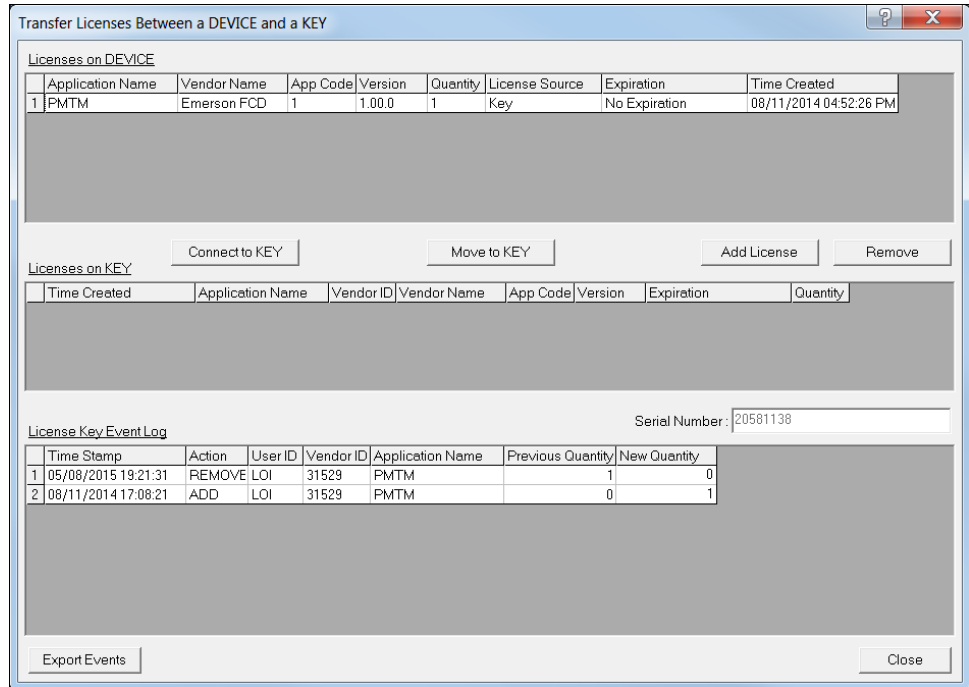 Transfer Licenses Between a DEVICE and a KEY
Licenses on DEVICE
Application Name Vendor Name App Code Version Quantity License Source Expiration Time Created
1 PMTM Emerson FCD 1 1.00.0 1 Key No Expiration 08/11/2014 04:52:26 PM
Connect to KEY Move to KEY Add License Remove
Licenses on KEY
Time Created Application Name Vendor ID Vendor Name App Code Version Expiration Quantity
Serial Number : 20581138
License Key Event Log
Time Stamp Action User ID Vendor ID Application Name Previous Quantity New Quantity
1 05/08/2015 19:21:31 REMOVE LOI 31529 PMTM 1 0
2 08/11/2014 17:08:21 ADD LOI 31529 PMTM 0 1
Export Events Close